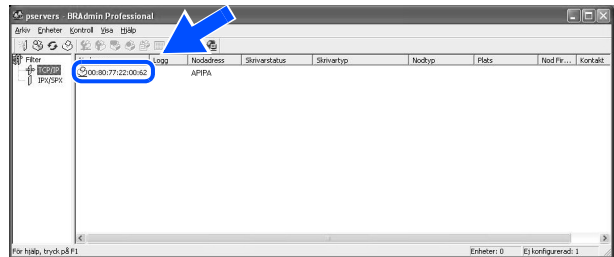 pservers - BRAdmin Professional
Arkiv Enheter Kontroll Visa Hjälp
Filter
TCP/IP
IPX/SPX
Logg Nodadress Skrivarstatus Skrivartyp Nodtyp Plats Nod Fir... Kontakt
00:80:77:22:00:62 APIPA
För hjälp, tryck på F1 Enheter: 0 Ej konfigurerad: 1